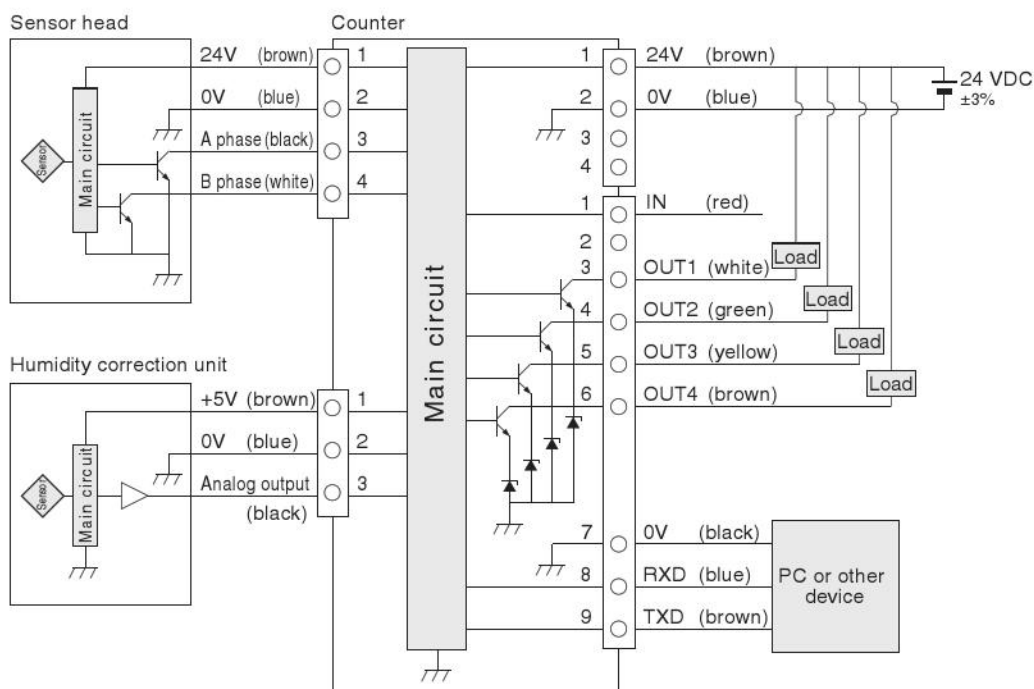 Sensor head
Counter
24V (brown) 1
0V (blue) 2
A phase (black) 3
B phase (white) 4
Sensor
Main circuit
Humidity correction unit
+5V (brown) 1
0V (blue) 2
Analog output 3
(black)
Sensor
Main circuit
Main circuit
1 24V (brown)
2 0V (blue)
3
4
24 VDC
±3%
1 IN (red)
2
3 OUT1 (white)
4 OUT2 (green)
5 OUT3 (yellow)
6 OUT4 (brown)
Load
Load
Load
Load
7 0V (black)
8 RXD (blue)
9 TXD (brown)
PC or other
device